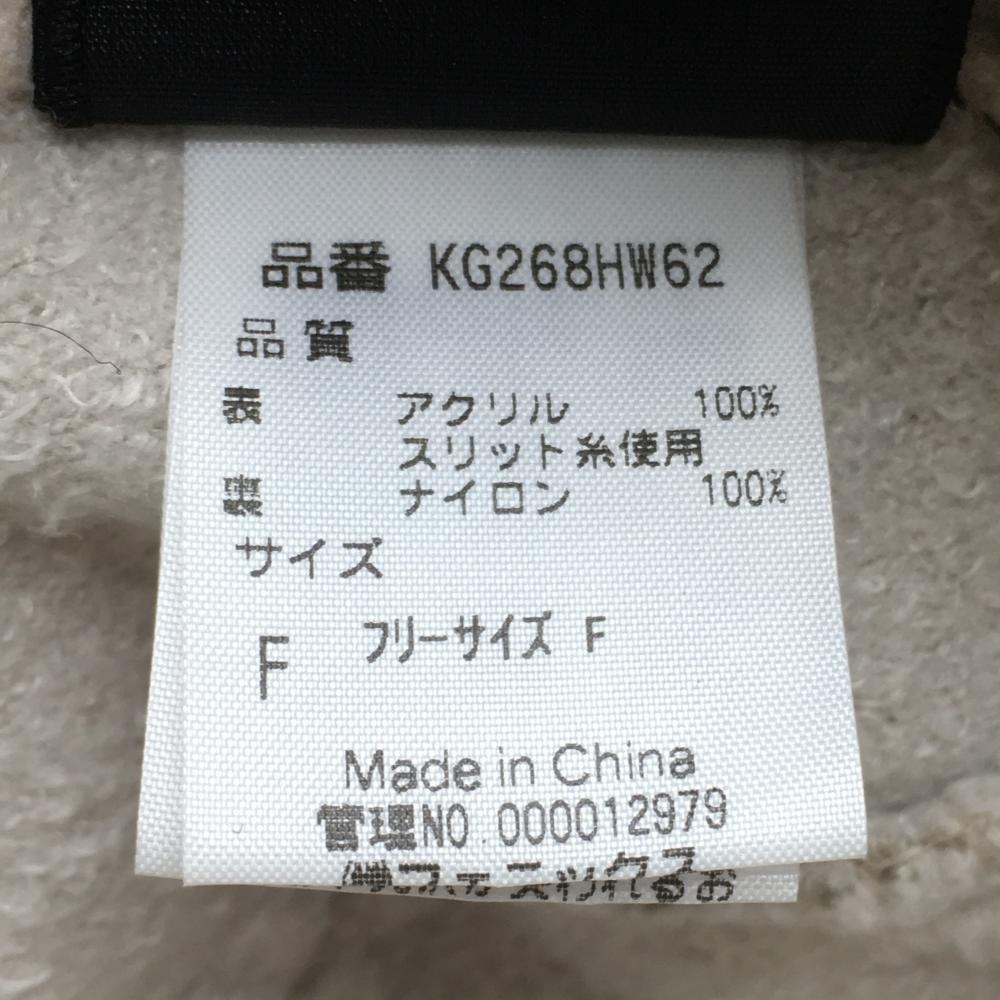 品番 KG268HW62
品質
表 アクリル 100%
スリット糸使用
裏 ナイロン 100%
サイズ
F フリーサイズ F
Made in China
管理NO.000012979